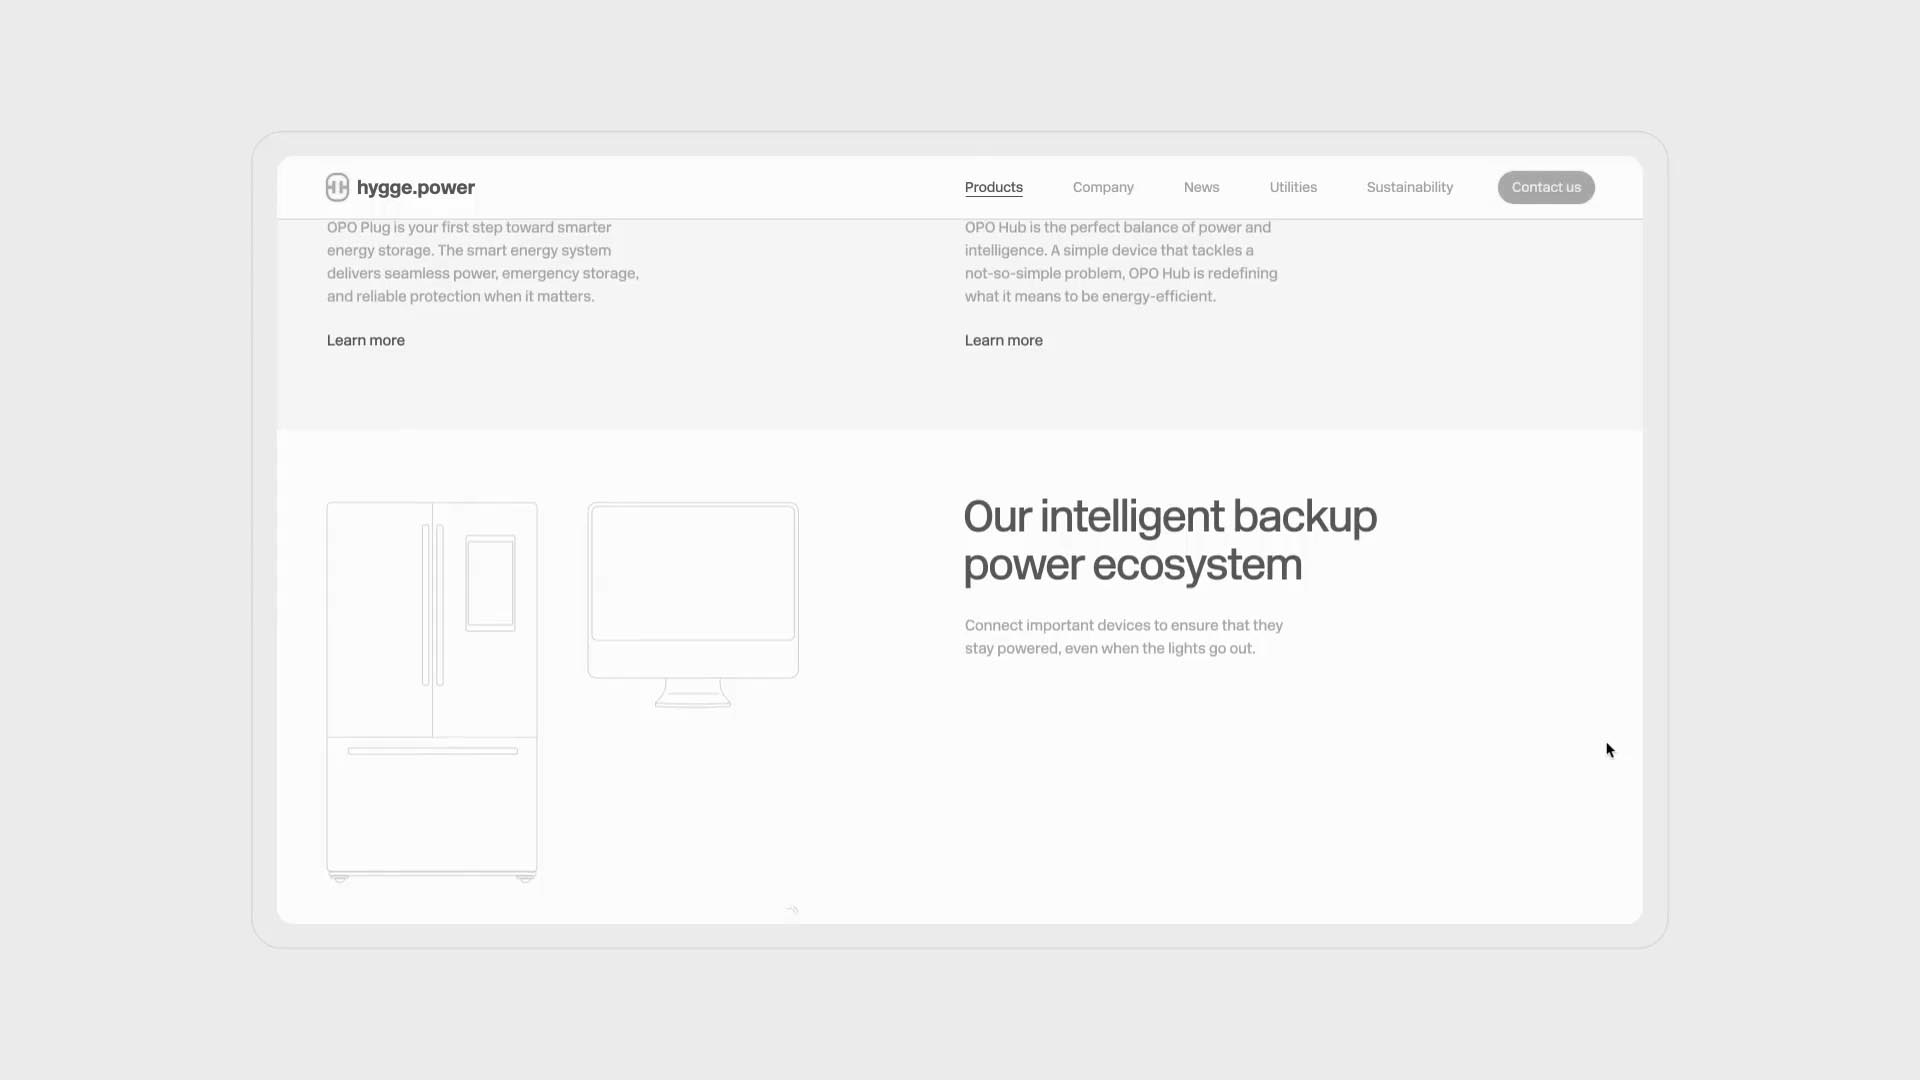 hygge.power
Products
Company
News
Utilities
Sustainability
Contact us
OPO Plug is your first step toward smarter
energy storage. The smart energy system
delivers seamless power, emergency storage,
and reliable protection when it matters.
Learn more
OPO Hub is the perfect balance of power and
intelligence. A simple device that tackles a
not-so-simple problem, OPO Hub is redefining
what it means to be energy-efficient.
Learn more
Our intelligent backup
power ecosystem
Connect important devices to ensure that they
stay powered, even when the lights go out.